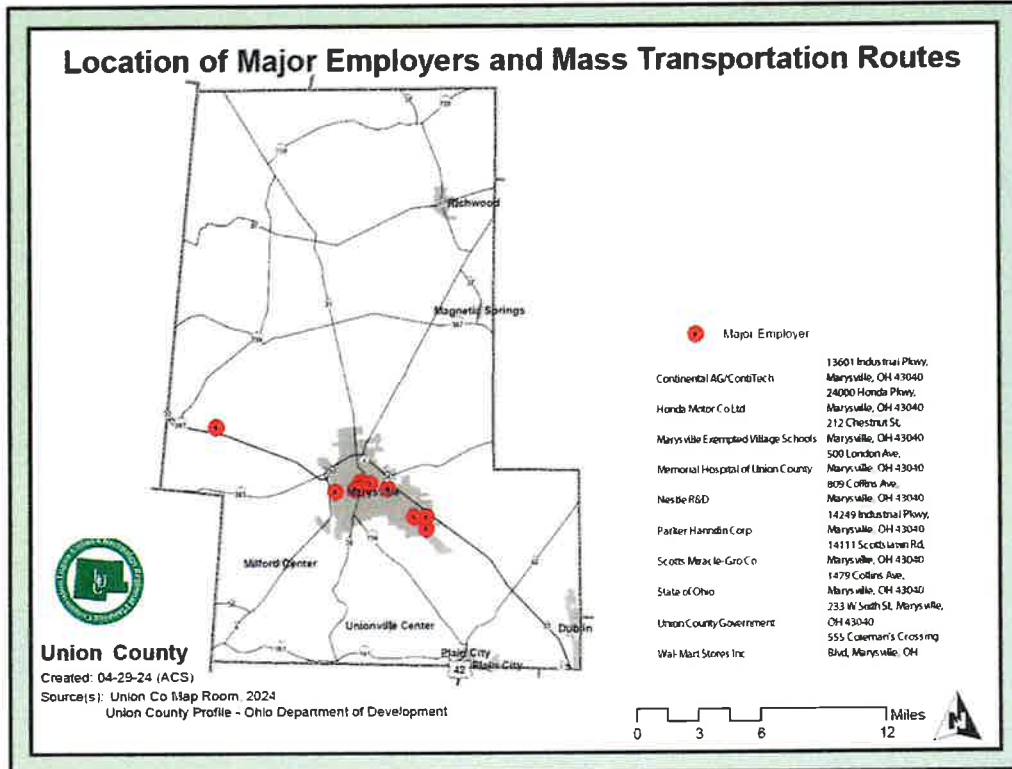 Location of Major Employers and Mass Transportation Routes
Richwood
Magnetic Springs
Marysville
Milford Center
Unionville Center
Dublin
Plain City
42
Plain City
Major Employer
Continental AG/ContiTech
13601 Industrial Pkwy,
Marysville, OH 43040
Honda Motor Co Ltd
24000 Honda Pkwy,
Marysville, OH 43040
Marysville Exempted Village Schools
212 Chestnut St,
Marysville, OH 43040
Memorial Hospital of Union County
500 London Ave,
Marysville, OH 43040
Nestle R&D
809 Collins Ave,
Marysville, OH 43040
Parker Hannifin Corp
14249 Industrial Pkwy,
Marysville, OH 43040
Scotts Miracle-Gro Co
14111 Scottslawn Rd,
Marysville, OH 43040
State of Ohio
1479 Collins Ave,
Marysville, OH 43040
Union County Government
233 W Sixth St, Marysville,
OH 43040
Wal-Mart Stores Inc
555 Coleman's Crossing
Blvd, Marysville, OH
Union County
Created: 04-29-24 (ACS)
Source(s): Union Co Map Room, 2024
Union County Profile - Ohio Department of Development
Miles
0 3 6 12
N